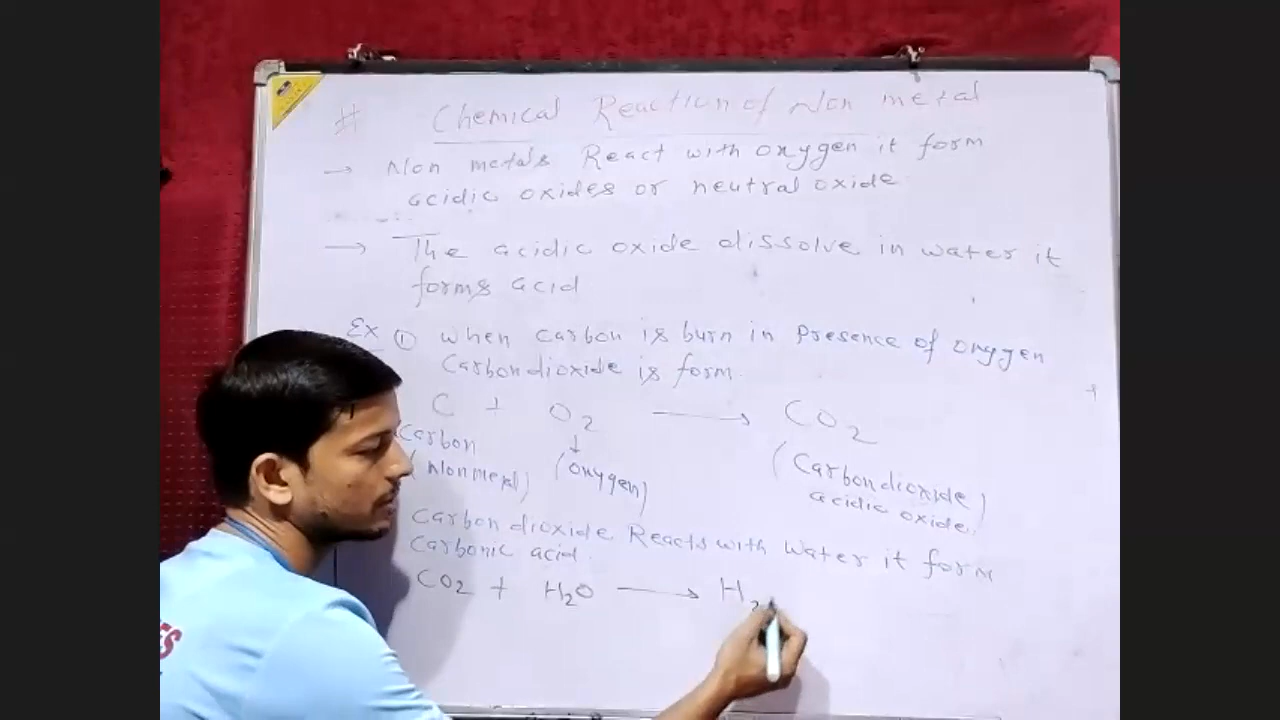 # Chemical Reaction of Non metal
→ Non metals React with oxygen it form
acidic oxides or neutral oxide
→ The acidic oxide dissolve in water it
forms acid
Ex ① when carbon is burn in presence of oxygen
Carbondioxide is form.
C + O2 → CO2
Carbon ↓
(Nonmetal) (oxygen) (Carbondioxide)
acidic oxide.
Carbondioxide Reacts with water it form
Carbonic acid.
CO2 + H2O → H2